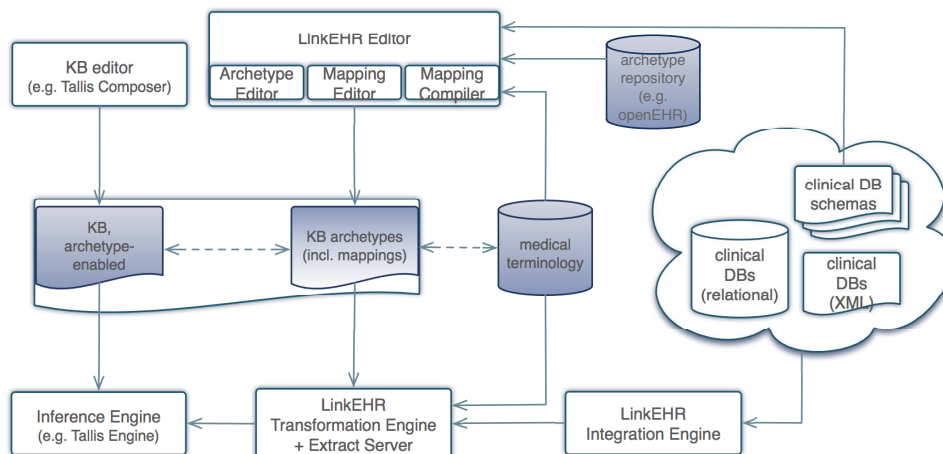 LinkEHR Editor
KB editor
(e.g. Tallis Composer)
Archetype
Editor
Mapping
Editor
Mapping
Compiler
archetype
repository
(e.g.
openEHR)
clinical DB
schemas
KB,
archetype-
enabled
KB archetypes
(incl. mappings)
medical
terminology
clinical
DBs
(relational)
clinical
DBs
(XML)
Inference Engine
(e.g. Tallis Engine)
LinkEHR
Transformation Engine
+ Extract Server
LinkEHR
Integration Engine